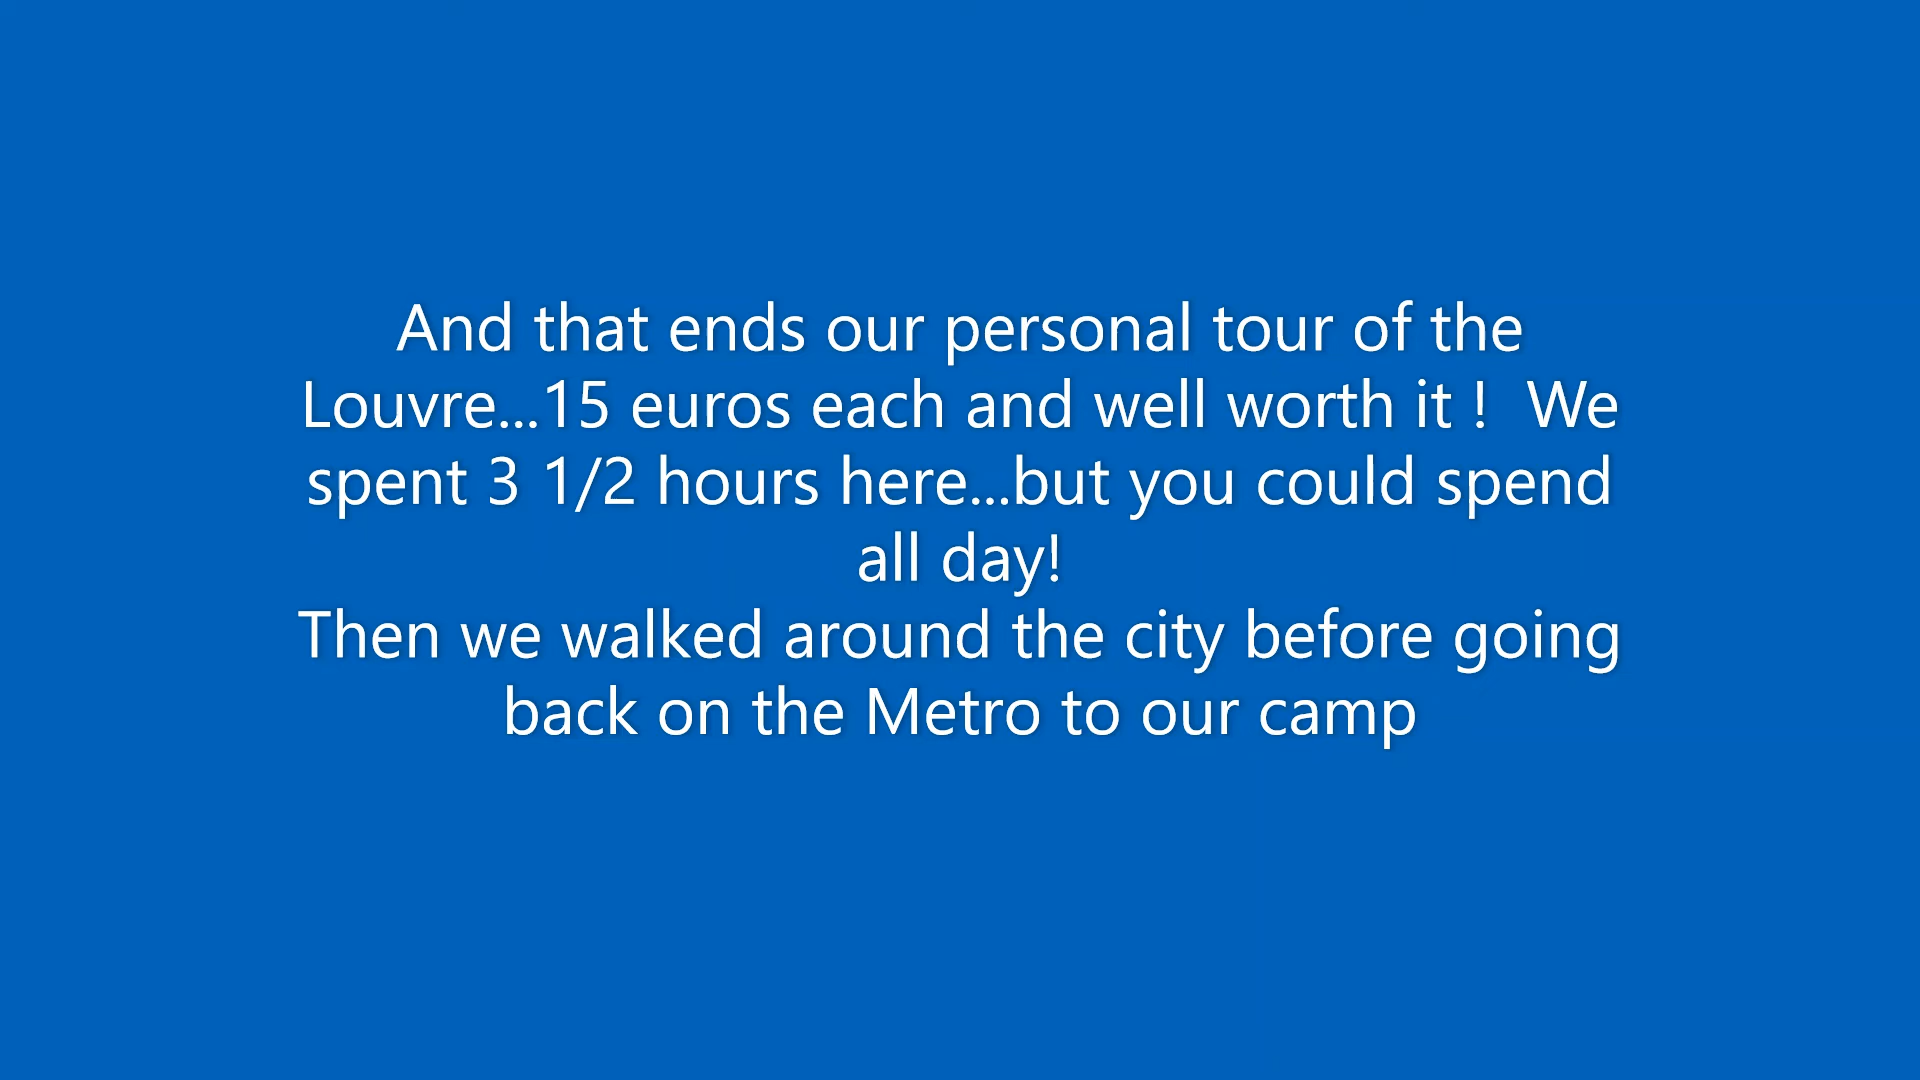 And that ends our personal tour of the
Louvre...15 euros each and well worth it !  We
spent 3 1/2 hours here...but you could spend
all day!
Then we walked around the city before going
back on the Metro to our camp